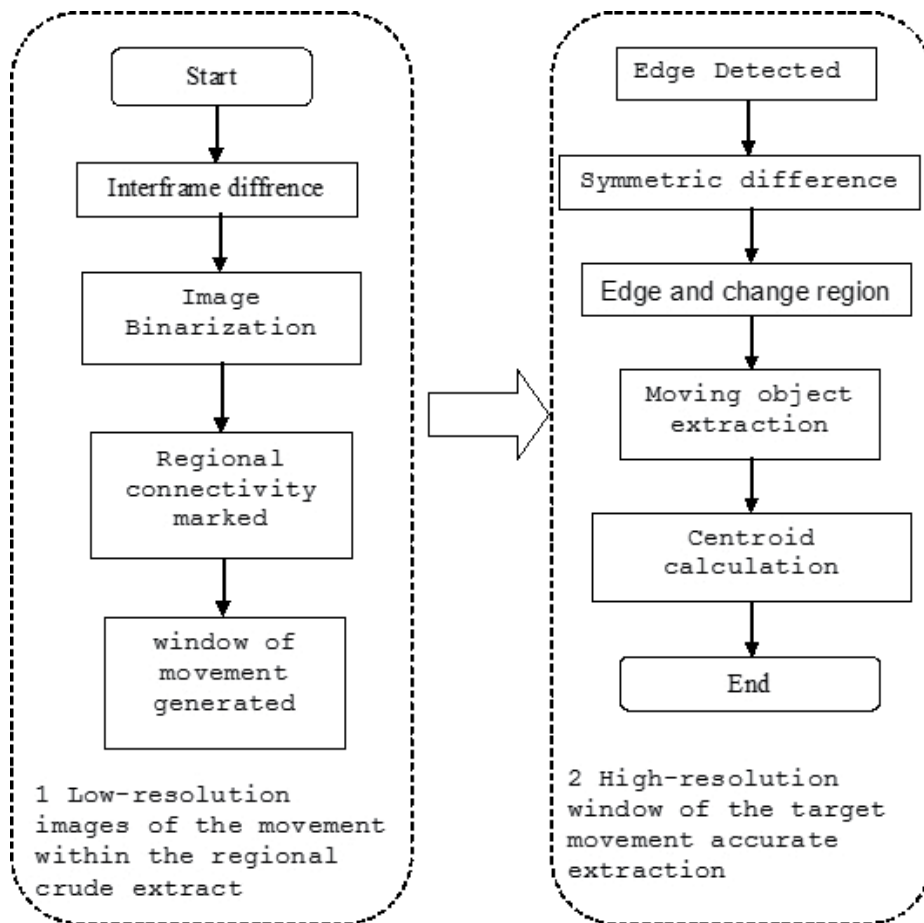 Start
Interframe diffrence
Image
Binarization
Regional
connectivity
marked
window of
movement
generated
1 Low-resolution
images of the movement
within the regional
crude extract
Edge Detected
Symmetric difference
Edge and change region
Moving object
extraction
Centroid
calculation
End
2 High-resolution
window of the target
movement accurate
extraction